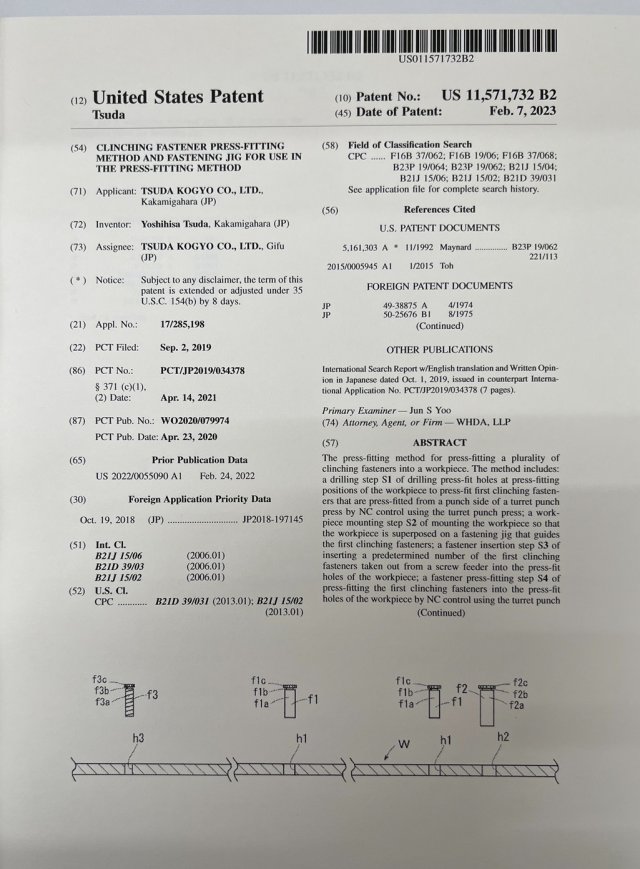 US011571732B2
(12) United States Patent
Tsuda
(10) Patent No.: US 11,571,732 B2
(45) Date of Patent: Feb. 7, 2023
(54) CLINCHING FASTENER PRESS-FITTING
METHOD AND FASTENING JIG FOR USE IN
THE PRESS-FITTING METHOD
(71) Applicant: TSUDA KOGYO CO., LTD.,
Kakamigahara (JP)
(72) Inventor: Yoshihisa Tsuda, Kakamigahara (JP)
(73) Assignee: TSUDA KOGYO CO., LTD., Gifu
(JP)
( * ) Notice: Subject to any disclaimer, the term of this
patent is extended or adjusted under 35
U.S.C. 154(b) by 8 days.
(21) Appl. No.: 17/285,198
(22) PCT Filed: Sep. 2, 2019
(86) PCT No.: PCT/JP2019/034378
§ 371 (c)(1),
(2) Date: Apr. 14, 2021
(87) PCT Pub. No.: WO2020/079974
PCT Pub. Date: Apr. 23, 2020
(65) Prior Publication Data
US 2022/0055090 A1 Feb. 24, 2022
(30) Foreign Application Priority Data
Oct. 19, 2018 (JP) ............................. JP2018-197145
(51) Int. Cl.
B21J 15/06 (2006.01)
B21D 39/03 (2006.01)
B21J 15/02 (2006.01)
(52) U.S. Cl.
CPC ............ B21D 39/031 (2013.01); B21J 15/02
(2013.01)
(58) Field of Classification Search
CPC ...... F16B 37/062; F16B 19/06; F16B 37/068;
B23P 19/064; B23P 19/062; B21J 15/04;
B21J 15/06; B21J 15/02; B21D 39/031
See application file for complete search history.
(56) References Cited
U.S. PATENT DOCUMENTS
5,161,303 A * 11/1992 Maynard .............. B23P 19/062
221/113
2015/0005945 A1 1/2015 Toh
FOREIGN PATENT DOCUMENTS
JP 49-38875 A 4/1974
JP 50-25676 B1 8/1975
(Continued)
OTHER PUBLICATIONS
International Search Report w/English translation and Written Opin-
ion in Japanese dated Oct. 1, 2019, issued in counterpart Interna-
tional Application No. PCT/JP2019/034378 (7 pages).
Primary Examiner — Jun S Yoo
(74) Attorney, Agent, or Firm — WHDA, LLP
(57) ABSTRACT
The press-fitting method for press-fitting a plurality of
clinching fasteners into a workpiece. The method includes:
a drilling step S1 of drilling press-fit holes at press-fitting
positions of the workpiece to press-fit first clinching fasten-
ers that are press-fitted from a punch side of a turret punch
press by NC control using the turret punch press; a work-
piece mounting step S2 of mounting the workpiece so that
the workpiece is superposed on a fastening jig that guides
the first clinching fasteners; a fastener insertion step S3 of
inserting a predetermined number of the first clinching
fasteners taken out from a screw feeder into the press-fit
holes of the workpiece; a fastener press-fitting step S4 of
press-fitting the first clinching fasteners into the press-fit
holes of the workpiece by NC control using the turret punch
(Continued)
f3c f1c f1c f2c
f3b f3 f1b f1b f2 f2b
f3a f1a f1 f1a f1 f2a
h3 h1 W h1 h2